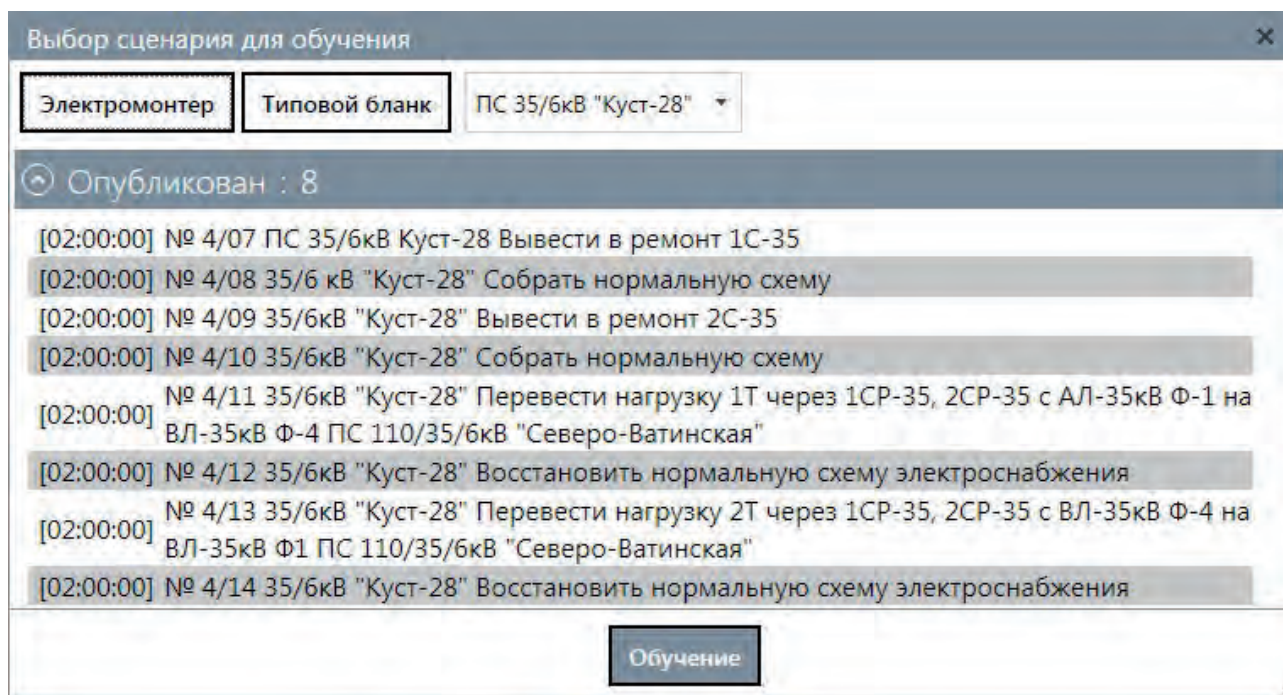 Выбор сценария для обучения
Электромонтер
Типовой бланк
ПС 35/6кВ "Куст-28"
Опубликован : 8
[02:00:00] № 4/07 ПС 35/6кВ Куст-28 Вывести в ремонт 1С-35
[02:00:00] № 4/08 35/6 кВ "Куст-28" Собрать нормальную схему
[02:00:00] № 4/09 35/6кВ "Куст-28" Вывести в ремонт 2С-35
[02:00:00] № 4/10 35/6кВ "Куст-28" Собрать нормальную схему
[02:00:00] № 4/11 35/6кВ "Куст-28" Перевести нагрузку 1Т через 1СР-35, 2СР-35 с АЛ-35кВ Ф-1 на
ВЛ-35кВ Ф-4 ПС 110/35/6кВ "Северо-Ватинская"
[02:00:00] № 4/12 35/6кВ "Куст-28" Восстановить нормальную схему электроснабжения
[02:00:00] № 4/13 35/6кВ "Куст-28" Перевести нагрузку 2Т через 1СР-35, 2СР-35 с ВЛ-35кВ Ф-4 на
ВЛ-35кВ Ф1 ПС 110/35/6кВ "Северо-Ватинская"
[02:00:00] № 4/14 35/6кВ "Куст-28" Восстановить нормальную схему электроснабжения
Обучение